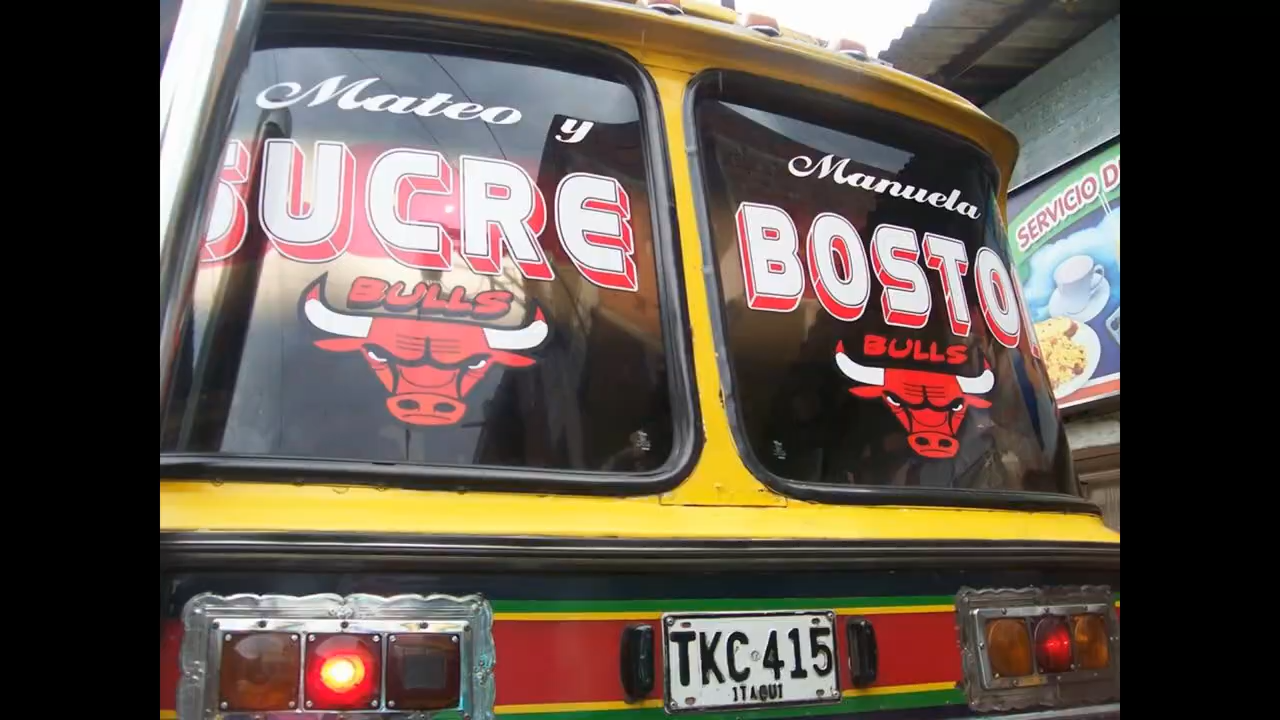 Mateo y
SUCRE
BULLS
Manuela
BOSTO
BULLS
SERVICIO D
TKC 415
ITAGUI